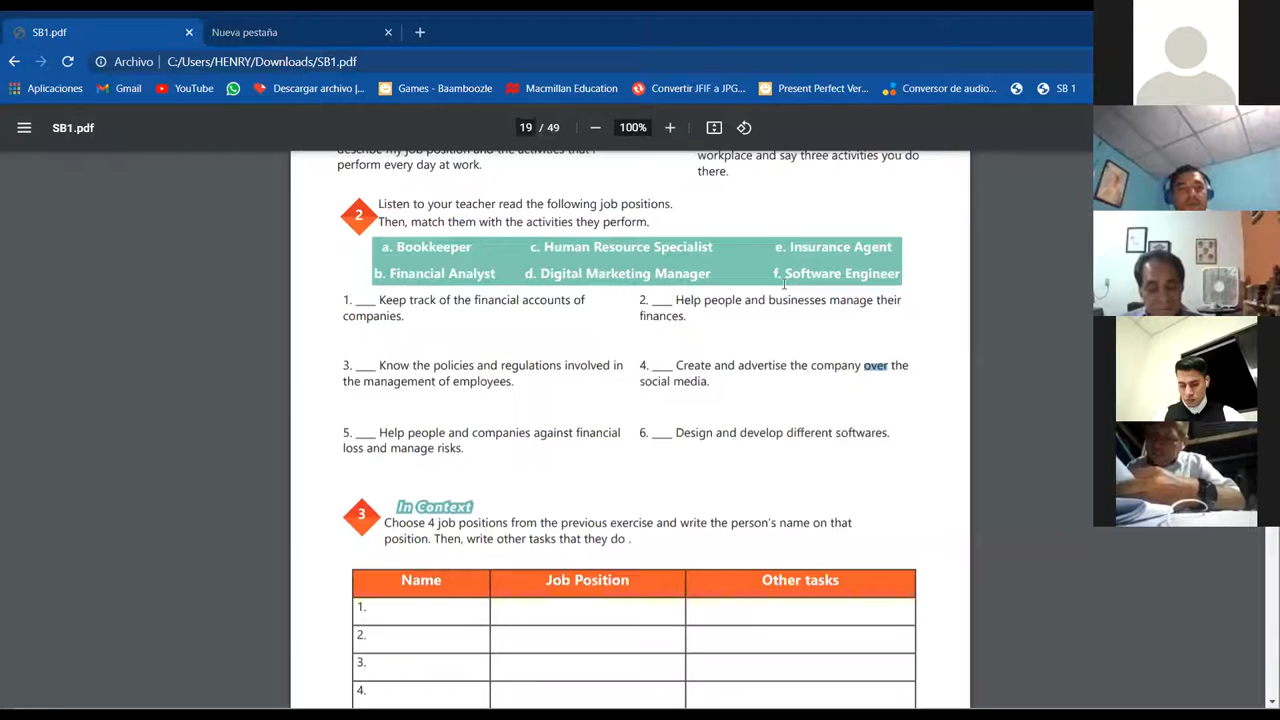 SB1.pdf
Nueva pestaña
Archivo
C:/Users/HENRY/Downloads/SB1.pdf
Aplicaciones
Gmail
YouTube
Descargar archivo |...
Games - Baamboozle
Macmillan Education
Convertir JFIF a JPG...
Present Perfect Ver...
Conversor de audio...
SB 1
SB1.pdf
19 / 49
100%
perform every day at work.
workplace and say three activities you do
there.
2
Listen to your teacher read the following job positions.
Then, match them with the activities they perform.
a. Bookkeeper
c. Human Resource Specialist
e. Insurance Agent
b. Financial Analyst
d. Digital Marketing Manager
f. Software Engineer
1. ___ Keep track of the financial accounts of
companies.
2. ___ Help people and businesses manage their
finances.
3. ___ Know the policies and regulations involved in
the management of employees.
4. ___ Create and advertise the company over the
social media.
5. ___ Help people and companies against financial
loss and manage risks.
6. ___ Design and develop different softwares.
3
In Context
Choose 4 job positions from the previous exercise and write the person's name on that
position. Then, write other tasks that they do .
Name
Job Position
Other tasks
1.
2.
3.
4.